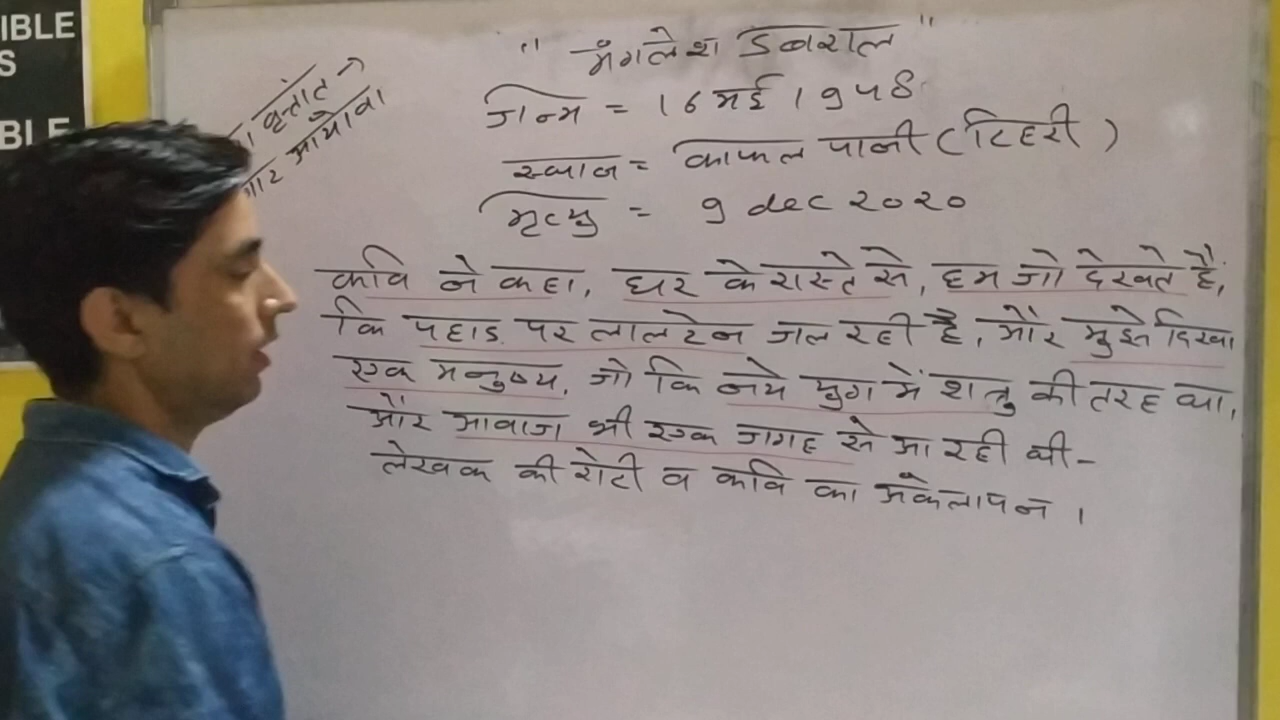 IBLE
S
BLE
वृत्तांत →
आयोवा
" मंगलेश डबराल "
जन्म = 16 मई 1948
स्थान = काफल पानी (टिहरी)
मृत्यु = 9 dec 2020
कवि ने कहा, घर के रास्ते से, हम जो देखते हैं,
कि पहाड़ पर लालटेन जल रही है, और मुझे दिखा
एक मनुष्य, जो कि नये युग में शत्रु की तरह था,
और आवाज भी एक जगह से आ रही थी-
लेखक की रोटी व कवि का अकेलापन ।